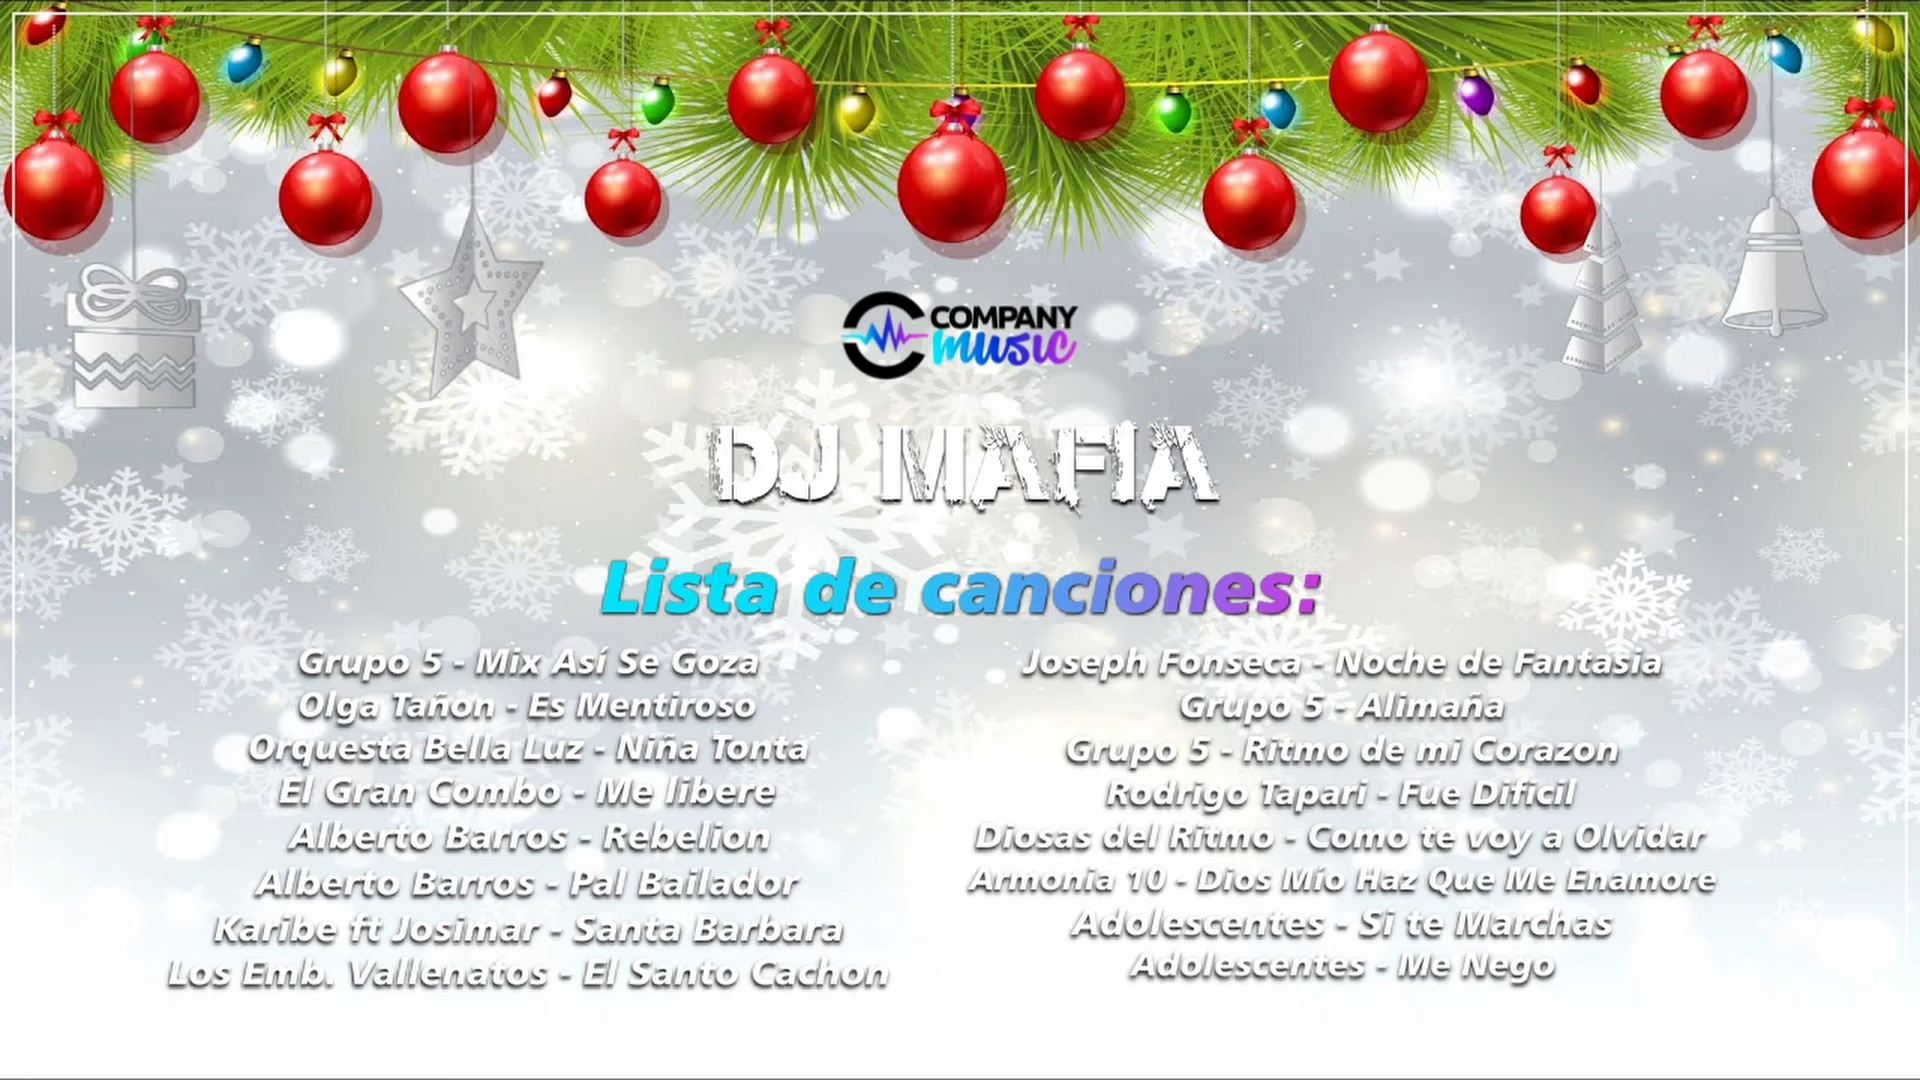 COMPANY
music
DJ MAFIA
Lista de canciones:
Grupo 5 - Mix Así Se Goza
Olga Tañon - Es Mentiroso
Orquesta Bella Luz - Niña Tonta
El Gran Combo - Me libere
Alberto Barros - Rebelion
Alberto Barros - Pal Bailador
Karibe ft Josimar - Santa Barbara
Los Emb. Vallenatos - El Santo Cachon
Joseph Fonseca - Noche de Fantasia
Grupo 5 - Alimaña
Grupo 5 - Ritmo de mi Corazon
Rodrigo Tapari - Fue Dificil
Diosas del Ritmo - Como te voy a Olvidar
Armonia 10 - Dios Mío Haz Que Me Enamore
Adolescentes - Si te Marchas
Adolescentes - Me Nego